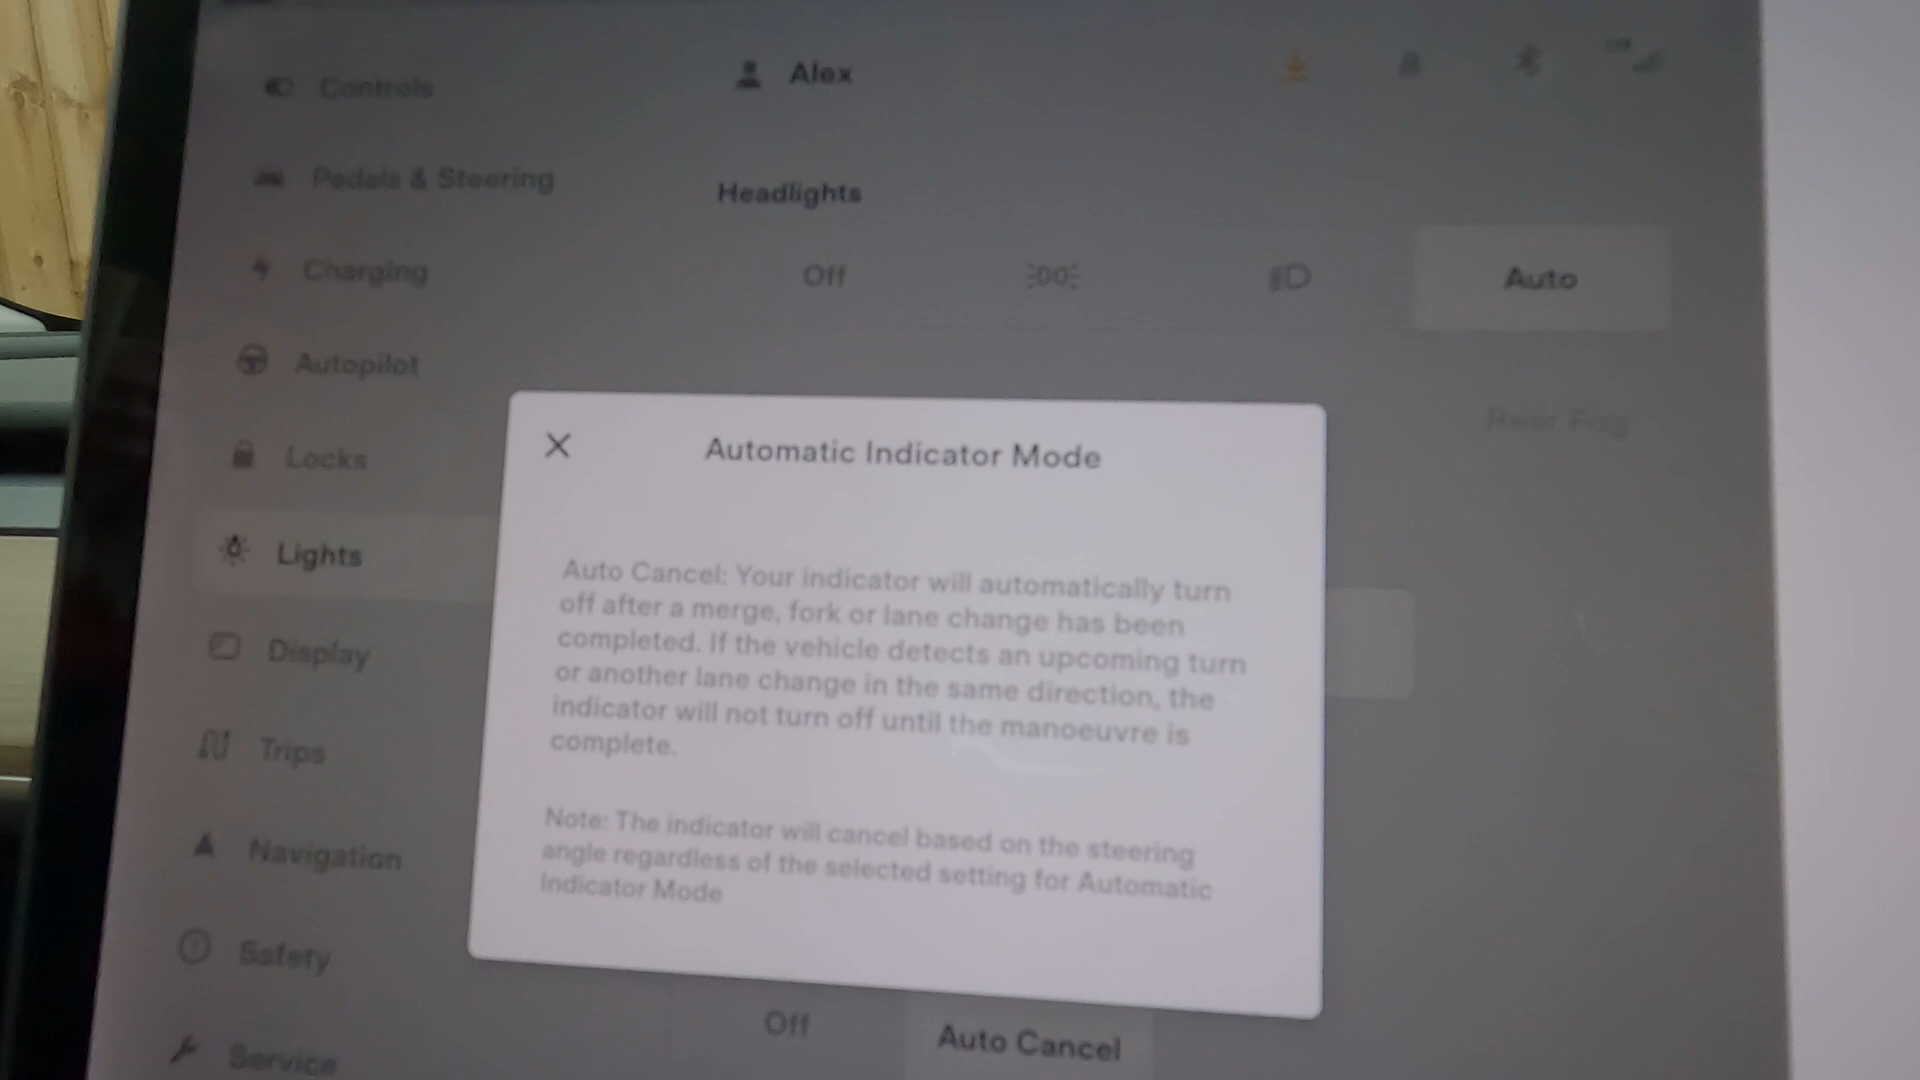 Controls
Alex
Pedals & Steering
Headlights
Charging
Off
Auto
Autopilot
Rear Fog
Automatic Indicator Mode
Locks
Lights
Auto Cancel: Your indicator will automatically turn
off after a merge, fork or lane change has been
completed. If the vehicle detects an upcoming turn
or another lane change in the same direction, the
indicator will not turn off until the manoeuvre is
complete.
Display
Trips
Note: The indicator will cancel based on the steering
angle regardless of the selected setting for Automatic
Indicator Mode
Navigation
Safety
Off
Auto Cancel
Service